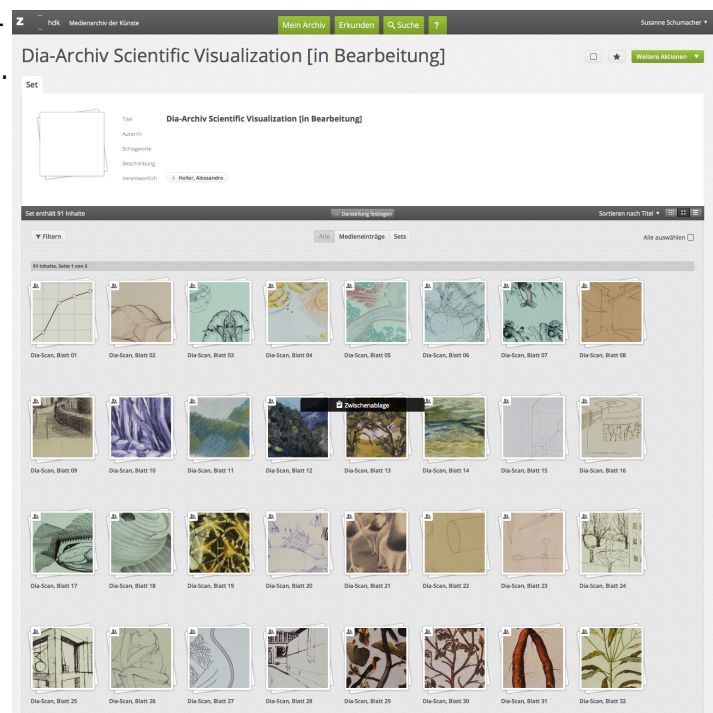 Z hdk Medienarchiv der Künste Mein Archiv Erkunden Suche ? Susanne Schumacher
Dia-Archiv Scientific Visualization [in Bearbeitung] Weitere Aktionen
Set
Titel Dia-Archiv Scientific Visualization [in Bearbeitung]
Autor/in
Schlagworte
Beschreibung
Verantwortlich Holler, Alessandro
Set enthält 91 Inhalte Darstellung festlegen Sortieren nach Titel
Filtern Alle Medieneinträge Sets Alle auswählen
91 Inhalte, Seite 1 von 3
Dia-Scan, Blatt 01 Dia-Scan, Blatt 02 Dia-Scan, Blatt 03 Dia-Scan, Blatt 04 Dia-Scan, Blatt 05 Dia-Scan, Blatt 06 Dia-Scan, Blatt 07 Dia-Scan, Blatt 08
Zwischenablage
Dia-Scan, Blatt 09 Dia-Scan, Blatt 10 Dia-Scan, Blatt 11 Dia-Scan, Blatt 12 Dia-Scan, Blatt 13 Dia-Scan, Blatt 14 Dia-Scan, Blatt 15 Dia-Scan, Blatt 16
Dia-Scan, Blatt 17 Dia-Scan, Blatt 18 Dia-Scan, Blatt 19 Dia-Scan, Blatt 20 Dia-Scan, Blatt 21 Dia-Scan, Blatt 22 Dia-Scan, Blatt 23 Dia-Scan, Blatt 24
Dia-Scan, Blatt 25 Dia-Scan, Blatt 26 Dia-Scan, Blatt 27 Dia-Scan, Blatt 28 Dia-Scan, Blatt 29 Dia-Scan, Blatt 30 Dia-Scan, Blatt 31 Dia-Scan, Blatt 32